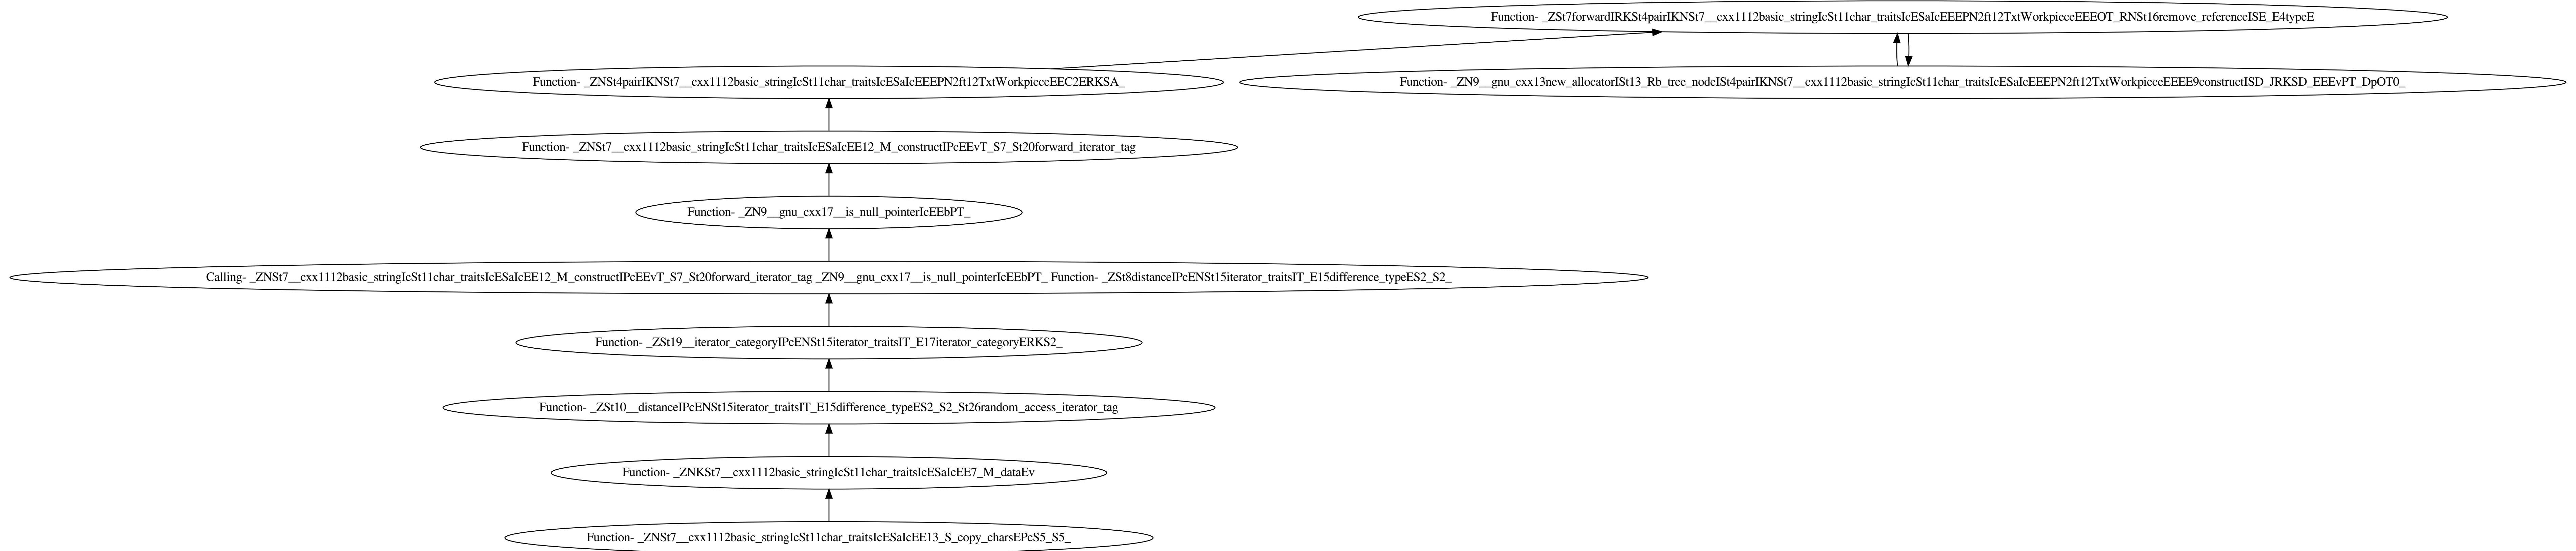 Function- _ZSt7forwardIRKSt4pairIKNSt7__cxx1112basic_stringIcSt11char_traitsIcESaIcEEEPN2ft12TxtWorkpieceEEEOT_RNSt16remove_referenceISE_E4typeE
Function- _ZNSt4pairIKNSt7__cxx1112basic_stringIcSt11char_traitsIcESaIcEEEPN2ft12TxtWorkpieceEEC2ERKSA_
Function- _ZN9__gnu_cxx13new_allocatorISt13_Rb_tree_nodeISt4pairIKNSt7__cxx1112basic_stringIcSt11char_traitsIcESaIcEEEPN2ft12TxtWorkpieceEEEE9constructISD_JRKSD_EEEvPT_DpOT0_
Function- _ZNSt7__cxx1112basic_stringIcSt11char_traitsIcESaIcEE12_M_constructIPcEEvT_S7_St20forward_iterator_tag
Function- _ZN9__gnu_cxx17__is_null_pointerIcEEbPT_
Calling- _ZNSt7__cxx1112basic_stringIcSt11char_traitsIcESaIcEE12_M_constructIPcEEvT_S7_St20forward_iterator_tag _ZN9__gnu_cxx17__is_null_pointerIcEEbPT_ Function- _ZSt8distanceIPcENSt15iterator_traitsIT_E15difference_typeES2_S2_
Function- _ZSt19__iterator_categoryIPcENSt15iterator_traitsIT_E17iterator_categoryERKS2_
Function- _ZSt10__distanceIPcENSt15iterator_traitsIT_E15difference_typeES2_S2_St26random_access_iterator_tag
Function- _ZNKSt7__cxx1112basic_stringIcSt11char_traitsIcESaIcEE7_M_dataEv
Function- _ZNSt7__cxx1112basic_stringIcSt11char_traitsIcESaIcEE13_S_copy_charsEPcS5_S5_